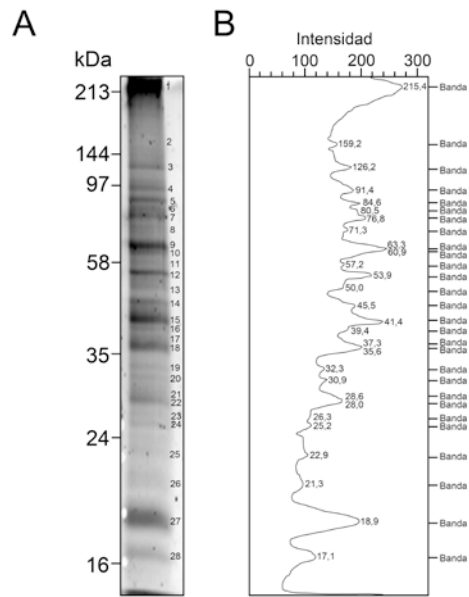 A
B
kDa
213
144
97
58
35
24
16
1
2
3
4
5
6
7
8
9
10
11
12
13
14
15
16
17
18
19
20
21
22
23
24
25
26
27
28
Intensidad
0 100 200 300
215,4 Banda
159,2 Banda
126,2 Banda
91,4 Banda
84,6 Banda
80,5 Banda
76,8 Banda
71,3 Banda
63,3 Banda
60,9 Banda
57,2 Banda
53,9 Banda
50,0 Banda
45,5 Banda
41,4 Banda
39,4 Banda
37,3 Banda
35,6 Banda
32,3 Banda
30,9 Banda
28,6 Banda
28,0 Banda
26,3 Banda
25,2 Banda
22,9 Banda
21,3 Banda
18,9 Banda
17,1 Banda